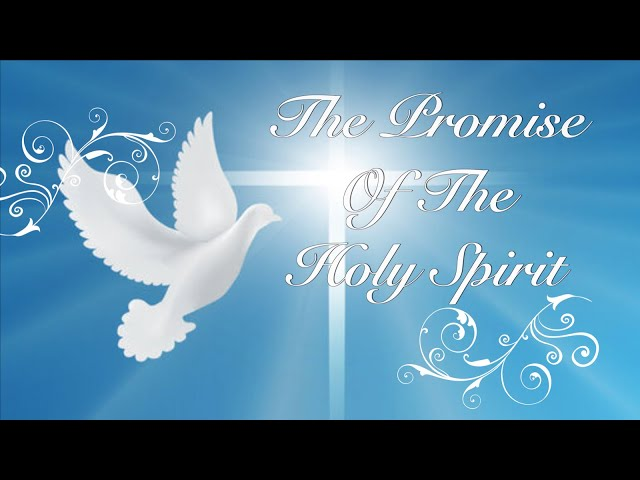 The Promise
Of The
Holy Spirit